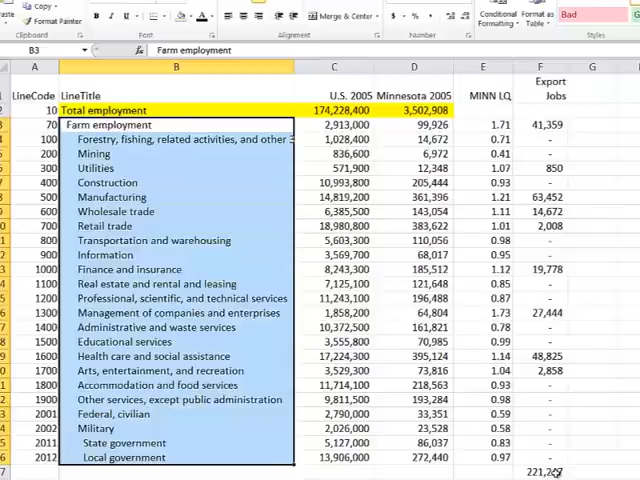 Copy
Format Painter
B I U
Merge & Center
$ % ,
Conditional Format as
Formatting Table
Bad
Clipboard Font Alignment Number Styles
B3 fx Farm employment
A B C D E F G H
Export
LineCode LineTitle U.S. 2005 Minnesota 2005 MINN LQ Jobs
10 Total employment 174,228,400 3,502,908
70 Farm employment 2,913,000 99,926 1.71 41,359
100 Forestry, fishing, related activities, and other 1,028,400 14,672 0.71 -
200 Mining 836,600 6,972 0.41 -
300 Utilities 571,900 12,348 1.07 850
400 Construction 10,993,800 205,444 0.93 -
500 Manufacturing 14,819,200 361,396 1.21 63,452
600 Wholesale trade 6,385,500 143,054 1.11 14,672
700 Retail trade 18,980,800 383,622 1.01 2,008
800 Transportation and warehousing 5,603,300 110,056 0.98 -
900 Information 3,569,700 68,017 0.95 -
1000 Finance and insurance 8,243,300 185,512 1.12 19,778
1100 Real estate and rental and leasing 7,125,100 121,648 0.85 -
1200 Professional, scientific, and technical services 11,243,100 196,488 0.87 -
1300 Management of companies and enterprises 1,858,200 64,804 1.73 27,444
1400 Administrative and waste services 10,372,500 161,821 0.78 -
1500 Educational services 3,555,800 70,985 0.99 -
1600 Health care and social assistance 17,224,300 395,124 1.14 48,825
1700 Arts, entertainment, and recreation 3,529,300 73,816 1.04 2,858
1800 Accommodation and food services 11,714,100 218,563 0.93 -
1900 Other services, except public administration 9,811,500 193,284 0.98 -
2001 Federal, civilian 2,790,000 33,351 0.59 -
2002 Military 2,026,000 23,528 0.58 -
2011 State government 5,127,000 86,037 0.83 -
2012 Local government 13,906,000 272,440 0.97 -